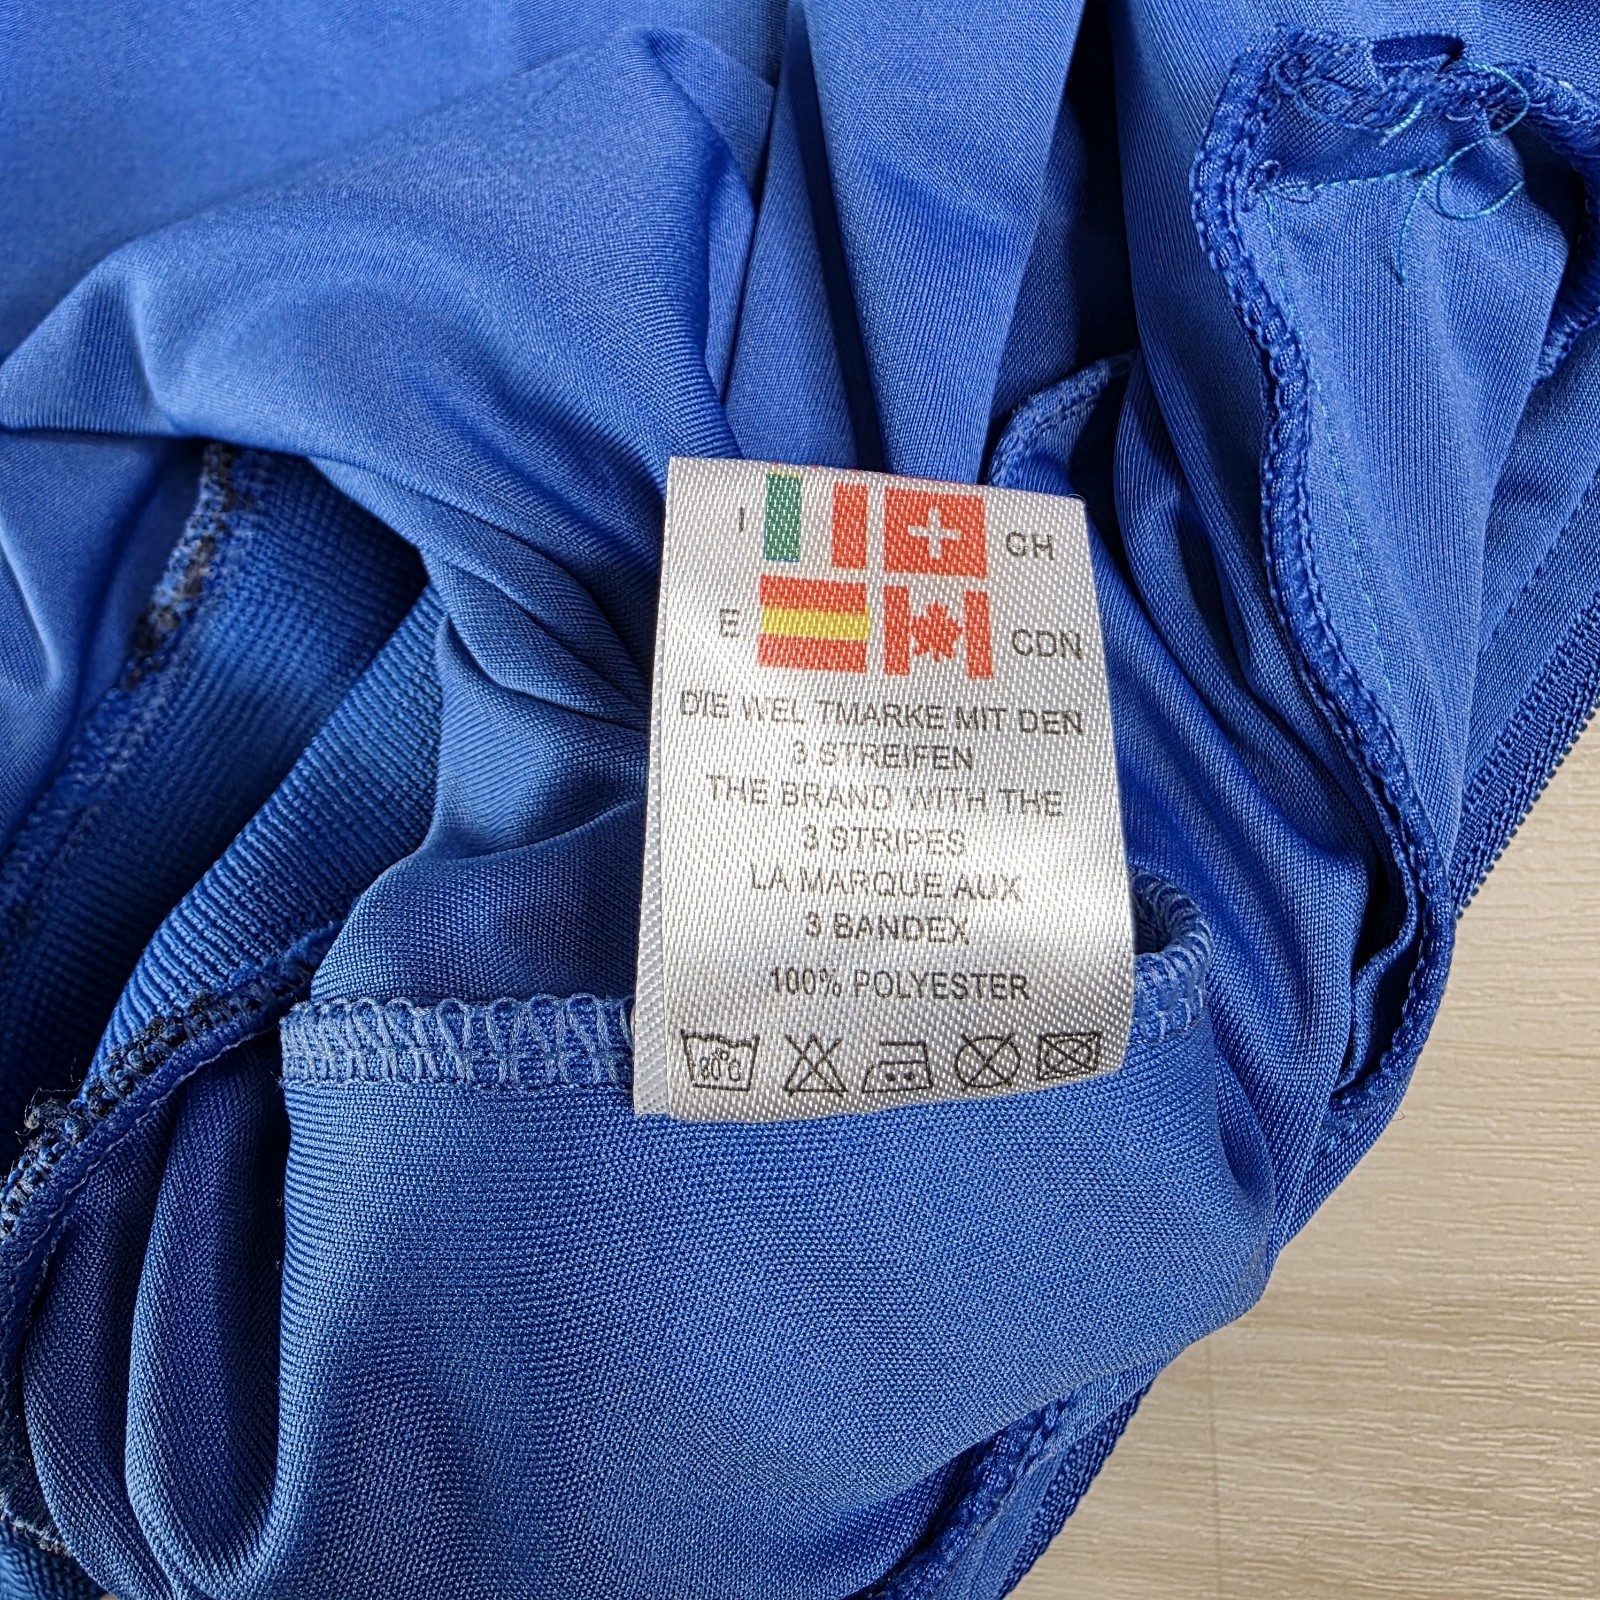 I CH
E CDN
DIE WEL TMARKE MIT DEN
3 STREIFEN
THE BRAND WITH THE
3 STRIPES
LA MARQUE AUX
3 BANDEX
100% POLYESTER
80°C